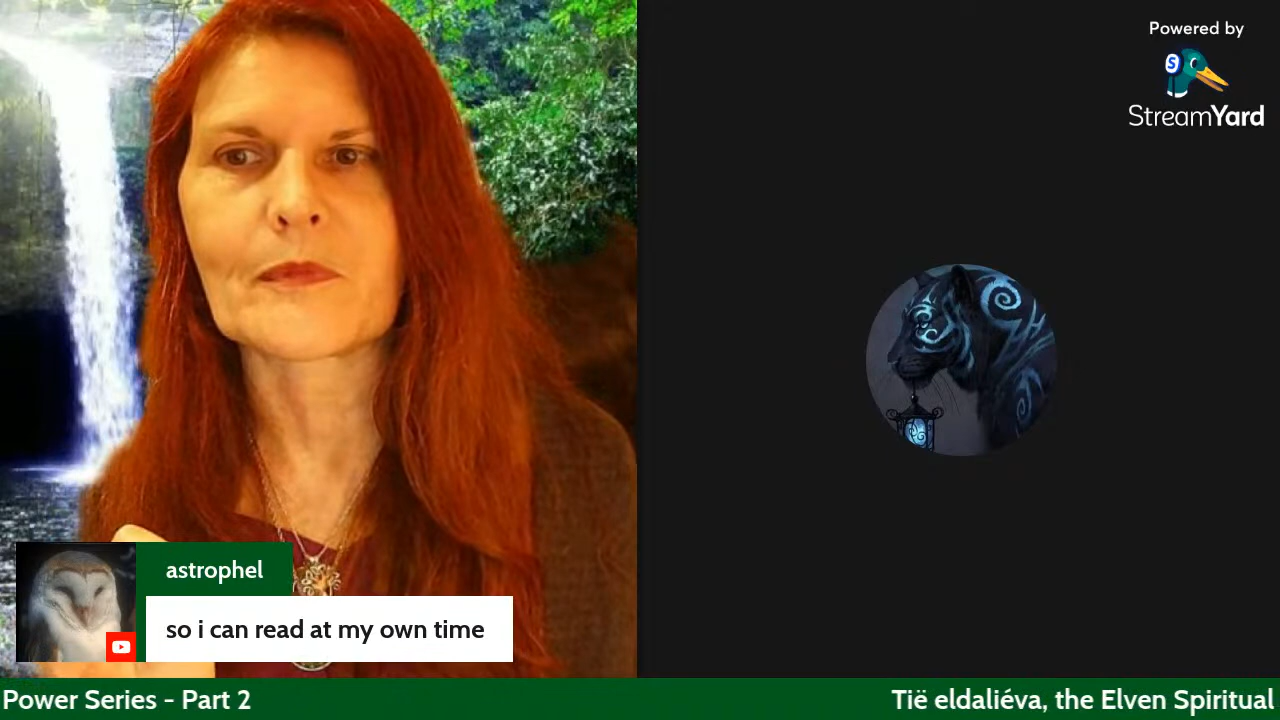 Powered by
StreamYard
astrophel
so i can read at my own time
Power Series - Part 2
Tië eldaliéva, the Elven Spiritual